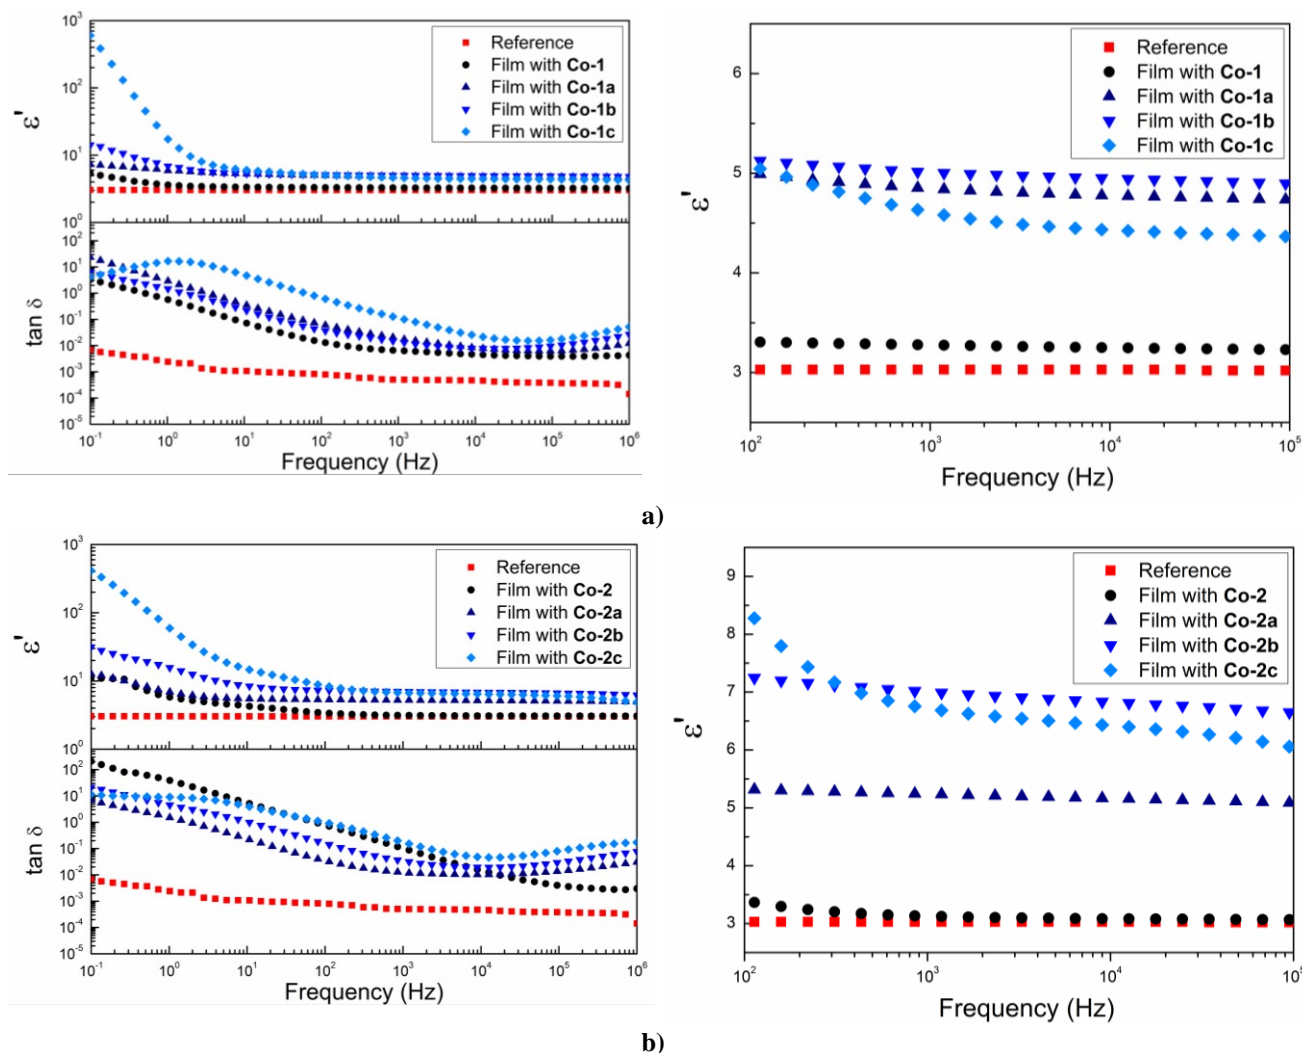 10³
10²
10¹
10⁰
ε'
Reference
Film with Co-1
Film with Co-1a
Film with Co-1b
Film with Co-1c
10²
10¹
10⁰
10⁻¹
10⁻²
10⁻³
10⁻⁴
10⁻⁵
tan δ
10⁻¹ 10⁰ 10¹ 10² 10³ 10⁴ 10⁵ 10⁶
Frequency (Hz)
6
5
4
3
ε'
Reference
Film with Co-1
Film with Co-1a
Film with Co-1b
Film with Co-1c
10² 10³ 10⁴ 10⁵
Frequency (Hz)
a)
10³
10²
10¹
10⁰
ε'
Reference
Film with Co-2
Film with Co-2a
Film with Co-2b
Film with Co-2c
10²
10¹
10⁰
10⁻¹
10⁻²
10⁻³
10⁻⁴
10⁻⁵
tan δ
10⁻¹ 10⁰ 10¹ 10² 10³ 10⁴ 10⁵ 10⁶
Frequency (Hz)
9
8
7
6
5
4
3
ε'
Reference
Film with Co-2
Film with Co-2a
Film with Co-2b
Film with Co-2c
10² 10³ 10⁴ 10⁵
Frequency (Hz)
b)